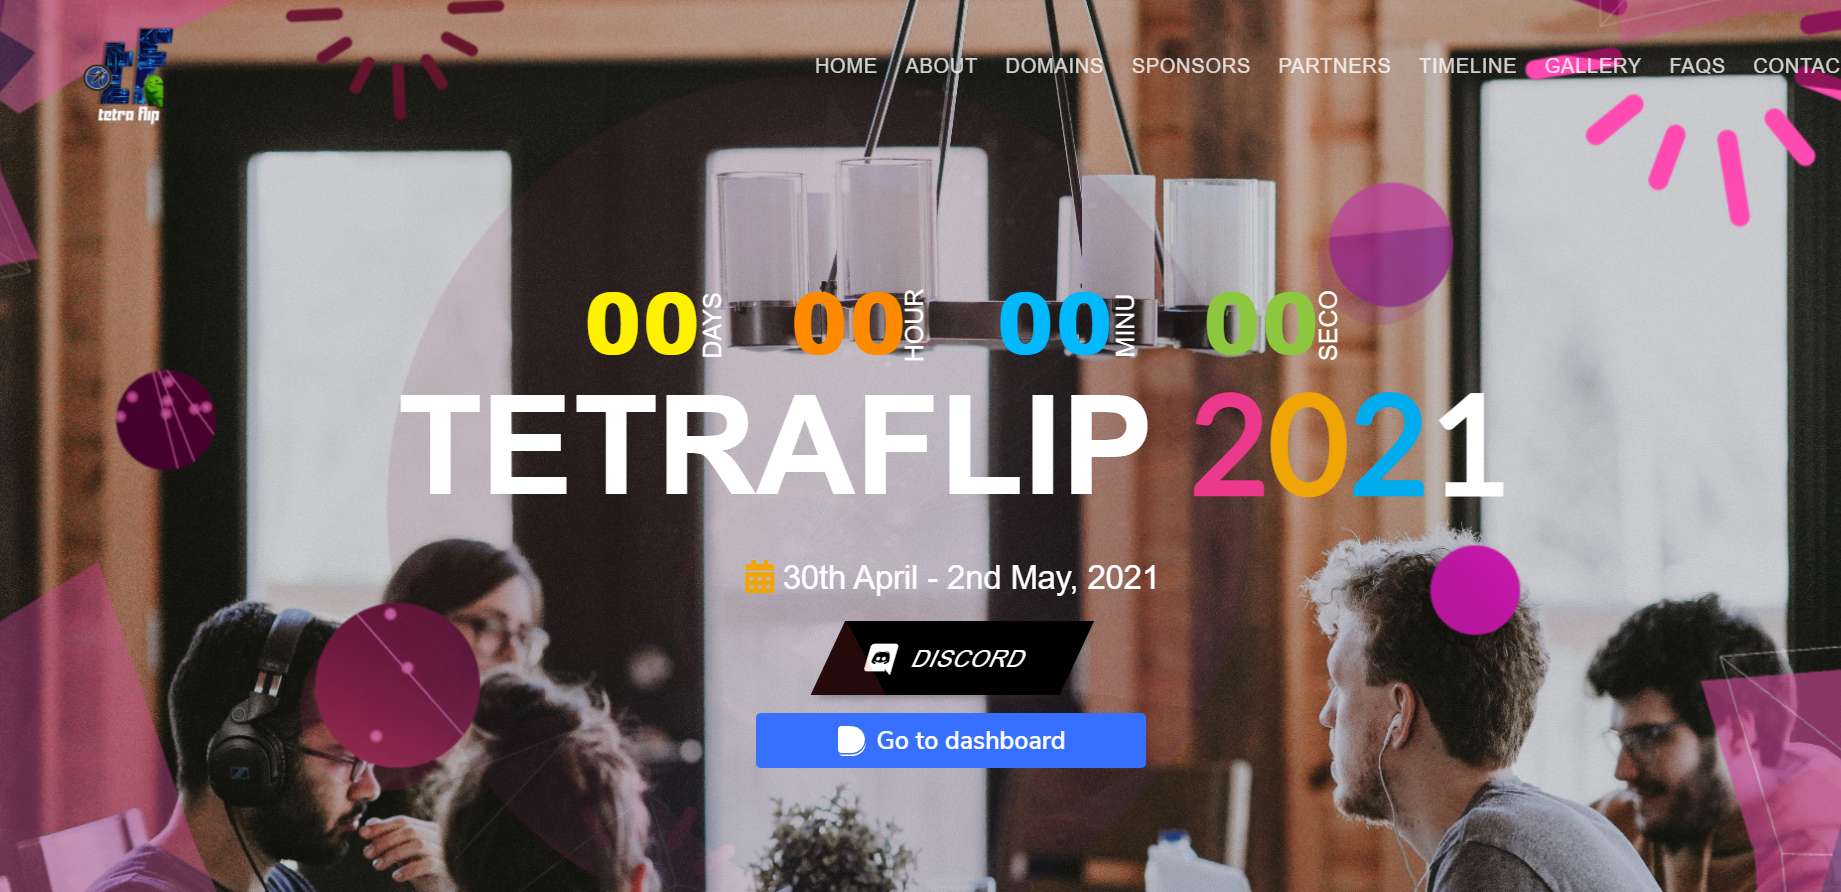 tetra flip
HOME ABOUT DOMAINS SPONSORS PARTNERS TIMELINE GALLERY FAQS CONTAC
00 DAYS 00 HOUR 00 MINU 00 SECO
TETRAFLIP 2021
30th April - 2nd May, 2021
DISCORD
Go to dashboard